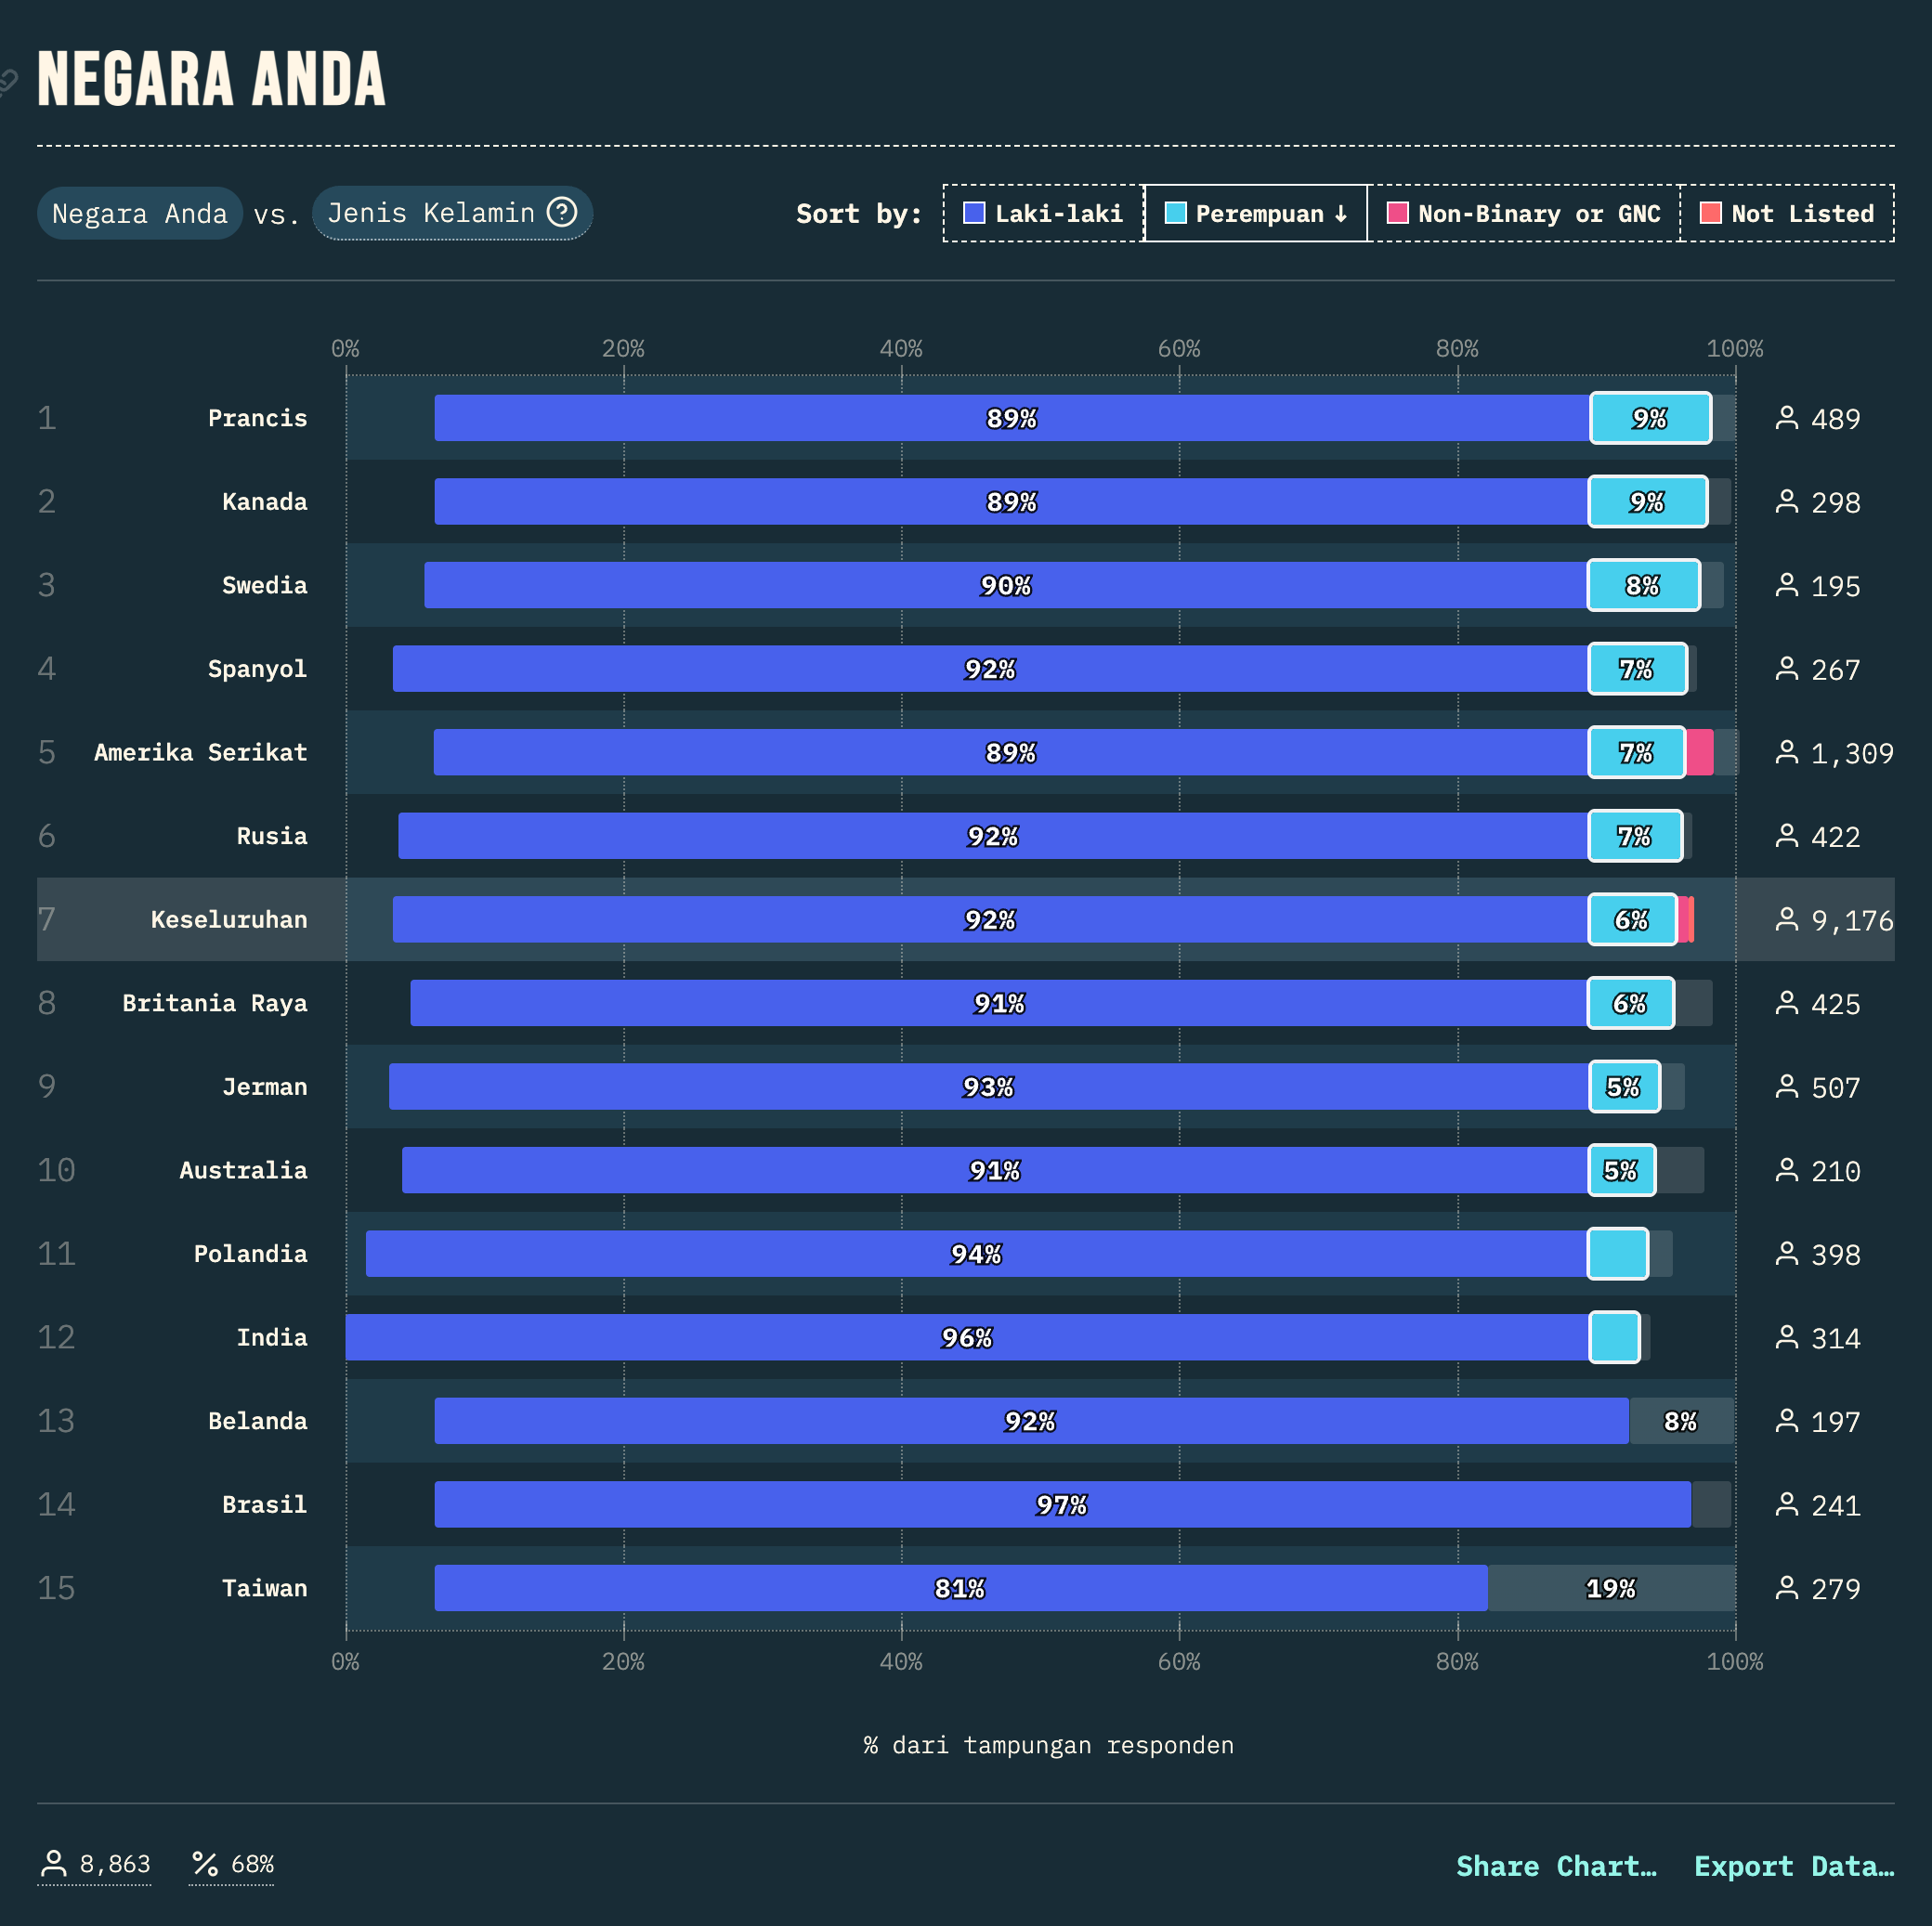 NEGARA ANDA
Negara Anda vs. Jenis Kelamin ?
Sort by: Laki-laki Perempuan ↓ Non-Binary or GNC Not Listed
0% 20% 40% 60% 80% 100%
1 Prancis 89% 9% 489
2 Kanada 89% 9% 298
3 Swedia 90% 8% 195
4 Spanyol 92% 7% 267
5 Amerika Serikat 89% 7% 1,309
6 Rusia 92% 7% 422
7 Keseluruhan 92% 6% 9,176
8 Britania Raya 91% 6% 425
9 Jerman 93% 5% 507
10 Australia 91% 5% 210
11 Polandia 94% 398
12 India 96% 314
13 Belanda 92% 8% 197
14 Brasil 97% 241
15 Taiwan 81% 19% 279
0% 20% 40% 60% 80% 100%
% dari tampungan responden
8,863 % 68% Share Chart… Export Data…